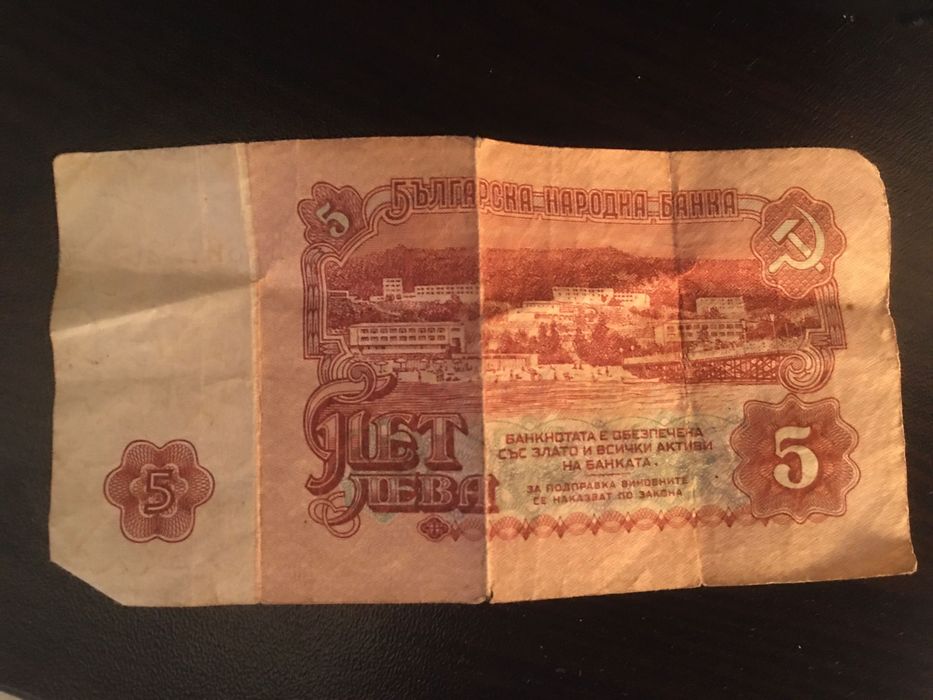 5
БЪЛГАРСКА НАРОДНА БАНКА
ПЕТ
ЛЕВА
БАНКНОТАТА Е ОБЕЗПЕЧЕНА
СЪС ЗЛАТО И ВСИЧКИ АКТИВИ
НА БАНКАТА.
ЗА ПОДПРАВКА ВИНОВНИТЕ
СЕ НАКАЗВАТ ПО ЗАКОНА
5
5